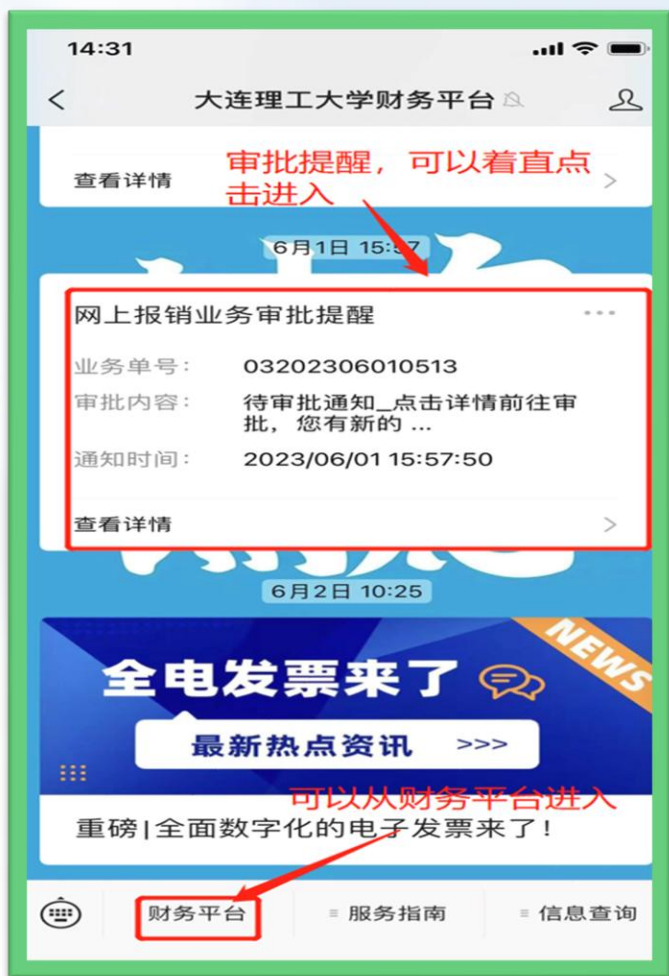 14:31
大连理工大学财务平台
查看详情
审批提醒，可以着直点
击进入
6月1日 15:57
网上报销业务审批提醒
业务单号：
03202306010513
审批内容：
待审批通知_点击详情前往审
批，您有新的 ...
通知时间：
2023/06/01 15:57:50
查看详情
6月2日 10:25
NEWS
全电发票来了
最新热点资讯 >>>
可以从财务平台进入
重磅|全面数字化的电子发票来了！
财务平台
服务指南
信息查询